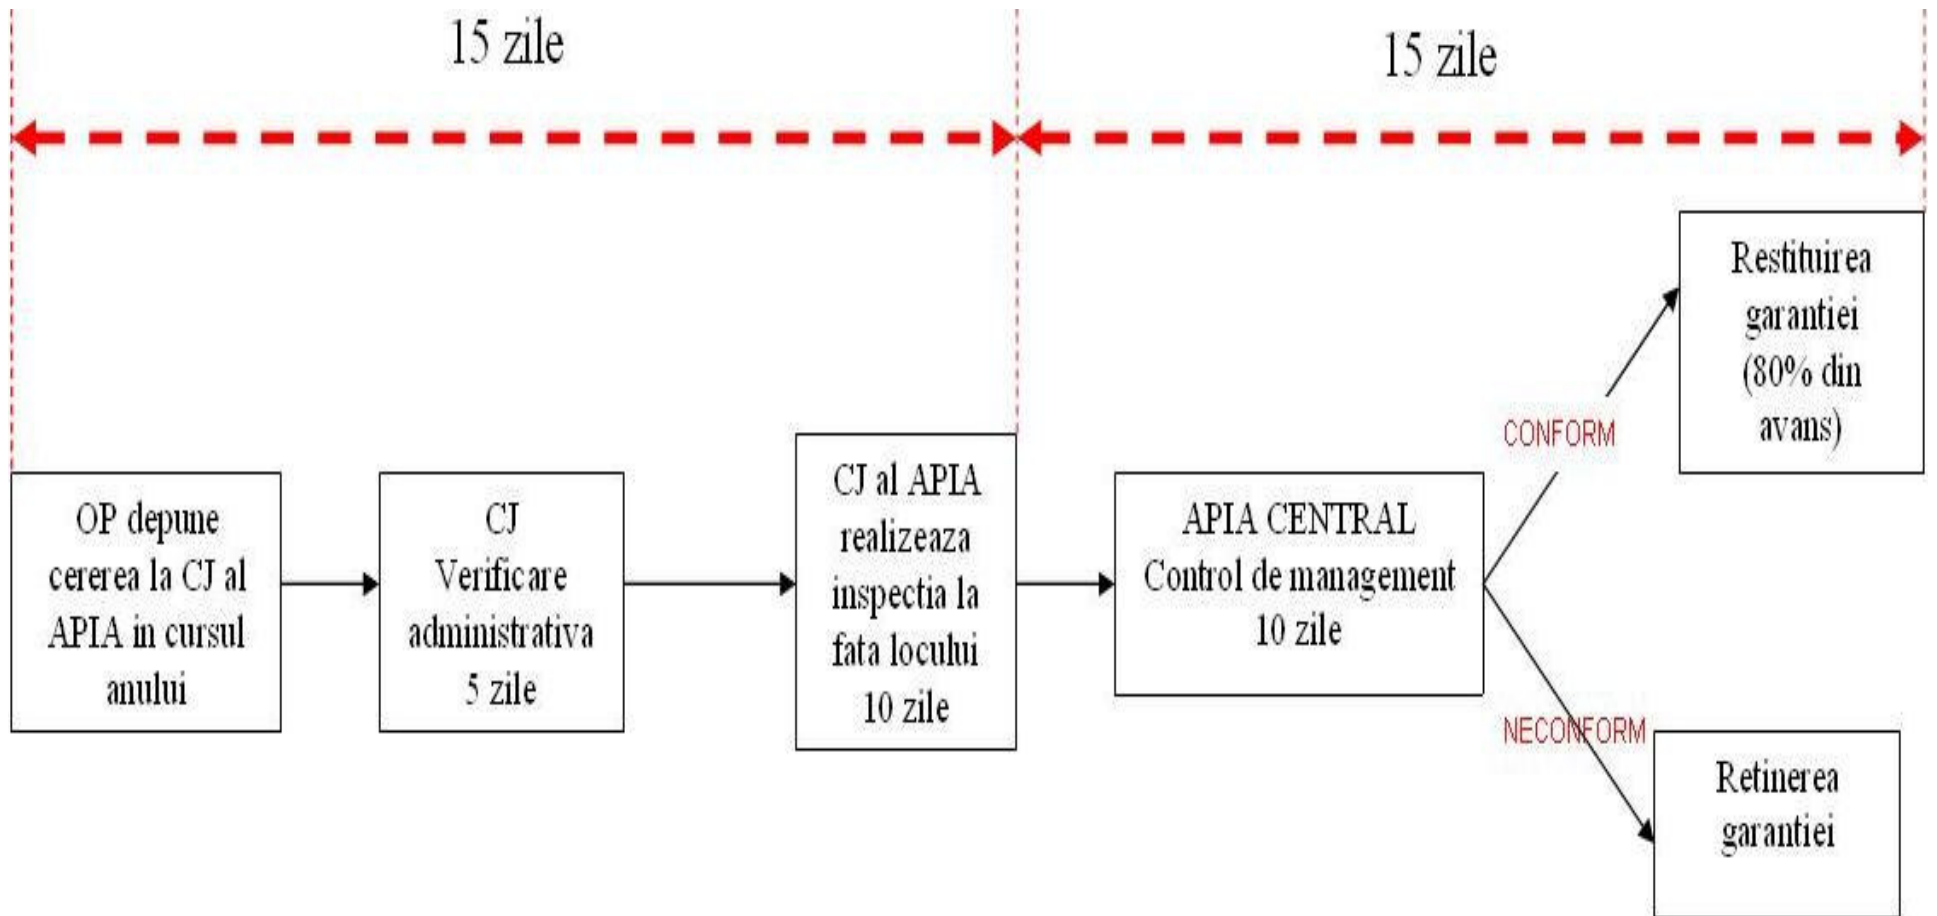 15 zile
15 zile
OP depune
cererea la CJ al
APIA in cursul
anului
CJ
Verificare
administrativa
5 zile
CJ al APIA
realizeaza
inspectia la
fata locului
10 zile
APIA CENTRAL
Control de management
10 zile
CONFORM
Restituirea
garantiei
(80% din
avans)
NECONFORM
Retinerea
garantiei